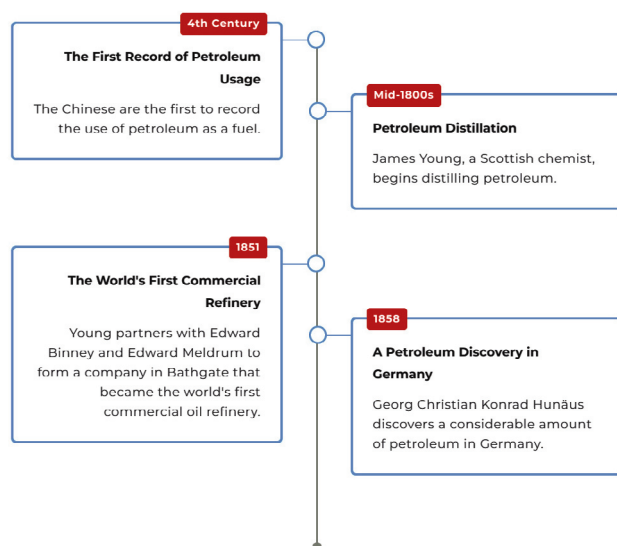 4th Century
The First Record of Petroleum
Usage
The Chinese are the first to record
the use of petroleum as a fuel.
Mid-1800s
Petroleum Distillation
James Young, a Scottish chemist,
begins distilling petroleum.
1851
The World's First Commercial
Refinery
Young partners with Edward
Binney and Edward Meldrum to
form a company in Bathgate that
became the world's first
commercial oil refinery.
1858
A Petroleum Discovery in
Germany
Georg Christian Konrad Hunäus
discovers a considerable amount
of petroleum in Germany.